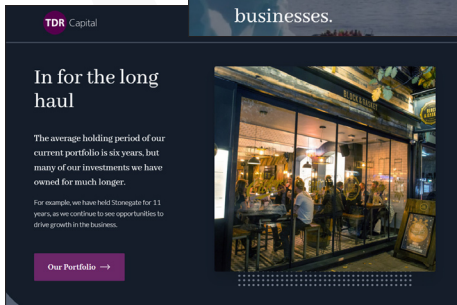 TDR Capital
businesses.
In for the long
haul
The average holding period of our
current portfolio is six years, but
many of our investments we have
owned for much longer.
For example, we have held Stonegate for 11
years, as we continue to see opportunities to
drive growth in the business.
Our Portfolio →